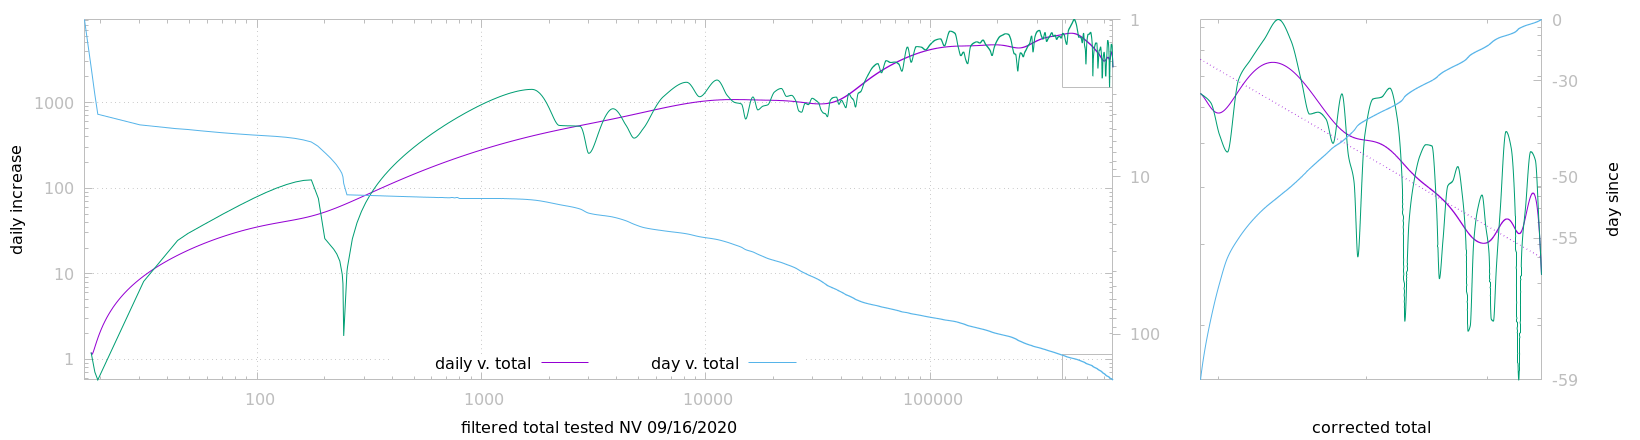 1 0
1000 -30
daily increase
100 10 -50
day since
10 -55
100
1 daily v. total day v. total
-59
100 1000 10000 100000
filtered total tested NV 09/16/2020 corrected total